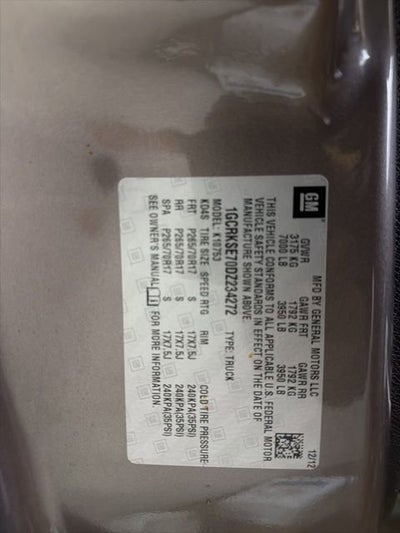 GM
MFD BY GENERAL MOTORS LLC 12/12
GVWR GAWR FRT GAWR RR
3175 KG 1792 KG 1792 KG
7000 LB 3950 LB 3950 LB
THIS VEHICLE CONFORMS TO ALL APPLICABLE U.S. FEDERAL MOTOR
VEHICLE SAFETY STANDARDS IN EFFECT ON THE DATE OF
MANUFACTURE SHOWN ABOVE.
1GCRKSE70DZ234272 TYPE: TRUCK
MODEL: K10753
KD4S TIRE SIZE SPEED RTG RIM COLD TIRE PRESSURE
FRT P265/70R17 S 17X7.5J 240KPA(35PSI)
RR P265/70R17 S 17X7.5J 240KPA(35PSI)
SPA P265/70R17 S 17X7.5J 240KPA(35PSI)
SEE OWNER'S MANUAL FOR MORE INFORMATION.